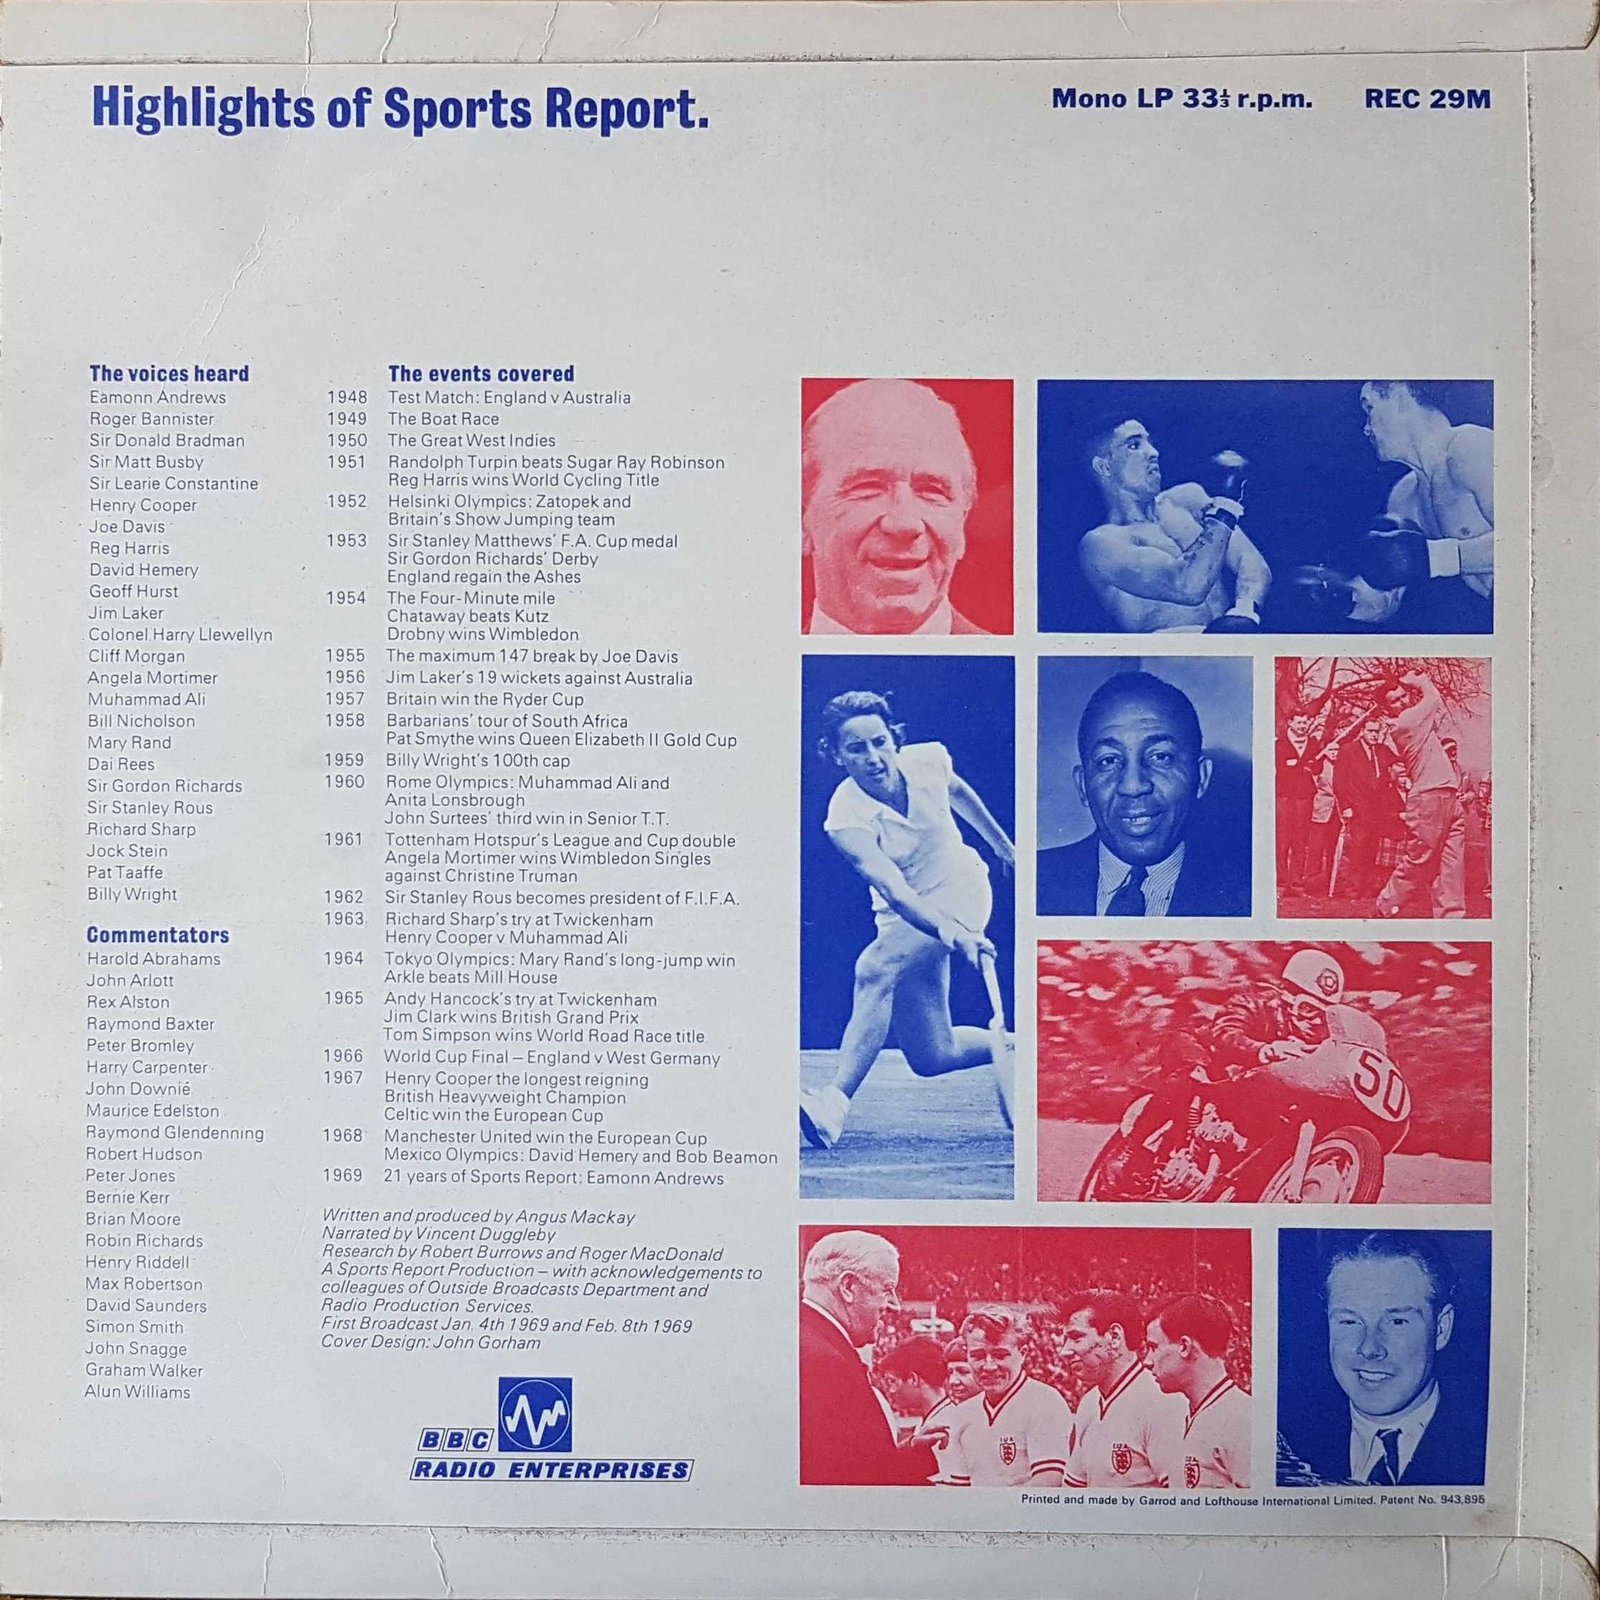 Highlights of Sports Report.
Mono LP 33⅓ r.p.m. REC 29M
The voices heard
Eamonn Andrews
Roger Bannister
Sir Donald Bradman
Sir Matt Busby
Sir Learie Constantine
Henry Cooper
Joe Davis
Reg Harris
David Hemery
Geoff Hurst
Jim Laker
Colonel Harry Llewellyn
Cliff Morgan
Angela Mortimer
Muhammad Ali
Bill Nicholson
Mary Rand
Dai Rees
Sir Gordon Richards
Sir Stanley Rous
Richard Sharp
Jock Stein
Pat Taaffe
Billy Wright
Commentators
Harold Abrahams
John Arlott
Rex Alston
Raymond Baxter
Peter Bromley
Harry Carpenter
John Downie
Maurice Edelston
Raymond Glendenning
Robert Hudson
Peter Jones
Bernie Kerr
Brian Moore
Robin Richards
Henry Riddell
Max Robertson
David Saunders
Simon Smith
John Snagge
Graham Walker
Alun Williams
The events covered
1948 Test Match: England v Australia
1949 The Boat Race
1950 The Great West Indies
1951 Randolph Turpin beats Sugar Ray Robinson
Reg Harris wins World Cycling Title
1952 Helsinki Olympics: Zatopek and
Britain's Show Jumping team
1953 Sir Stanley Matthews' F.A. Cup medal
Sir Gordon Richards' Derby
England regain the Ashes
1954 The Four-Minute mile
Chataway beats Kutz
Drobny wins Wimbledon
1955 The maximum 147 break by Joe Davis
1956 Jim Laker's 19 wickets against Australia
1957 Britain win the Ryder Cup
1958 Barbarians' tour of South Africa
Pat Smythe wins Queen Elizabeth II Gold Cup
1959 Billy Wright's 100th cap
1960 Rome Olympics: Muhammad Ali and
Anita Lonsbrough
John Surtees' third win in Senior T.T.
1961 Tottenham Hotspur's League and Cup double
Angela Mortimer wins Wimbledon Singles
against Christine Truman
1962 Sir Stanley Rous becomes president of F.I.F.A.
1963 Richard Sharp's try at Twickenham
Henry Cooper v Muhammad Ali
1964 Tokyo Olympics: Mary Rand's long-jump win
Arkle beats Mill House
1965 Andy Hancock's try at Twickenham
Jim Clark wins British Grand Prix
Tom Simpson wins World Road Race title
1966 World Cup Final – England v West Germany
1967 Henry Cooper the longest reigning
British Heavyweight Champion
Celtic win the European Cup
1968 Manchester United win the European Cup
Mexico Olympics: David Hemery and Bob Beamon
1969 21 years of Sports Report: Eamonn Andrews
Written and produced by Angus Mackay
Narrated by Vincent Duggleby
Research by Robert Burrows and Roger MacDonald
A Sports Report Production – with acknowledgements to
colleagues of Outside Broadcasts Department and
Radio Production Services.
First Broadcast Jan. 4th 1969 and Feb. 8th 1969
Cover Design: John Gorham
BBC
RADIO ENTERPRISES
50
Printed and made by Garrod and Lofthouse International Limited. Patent No. 943,895